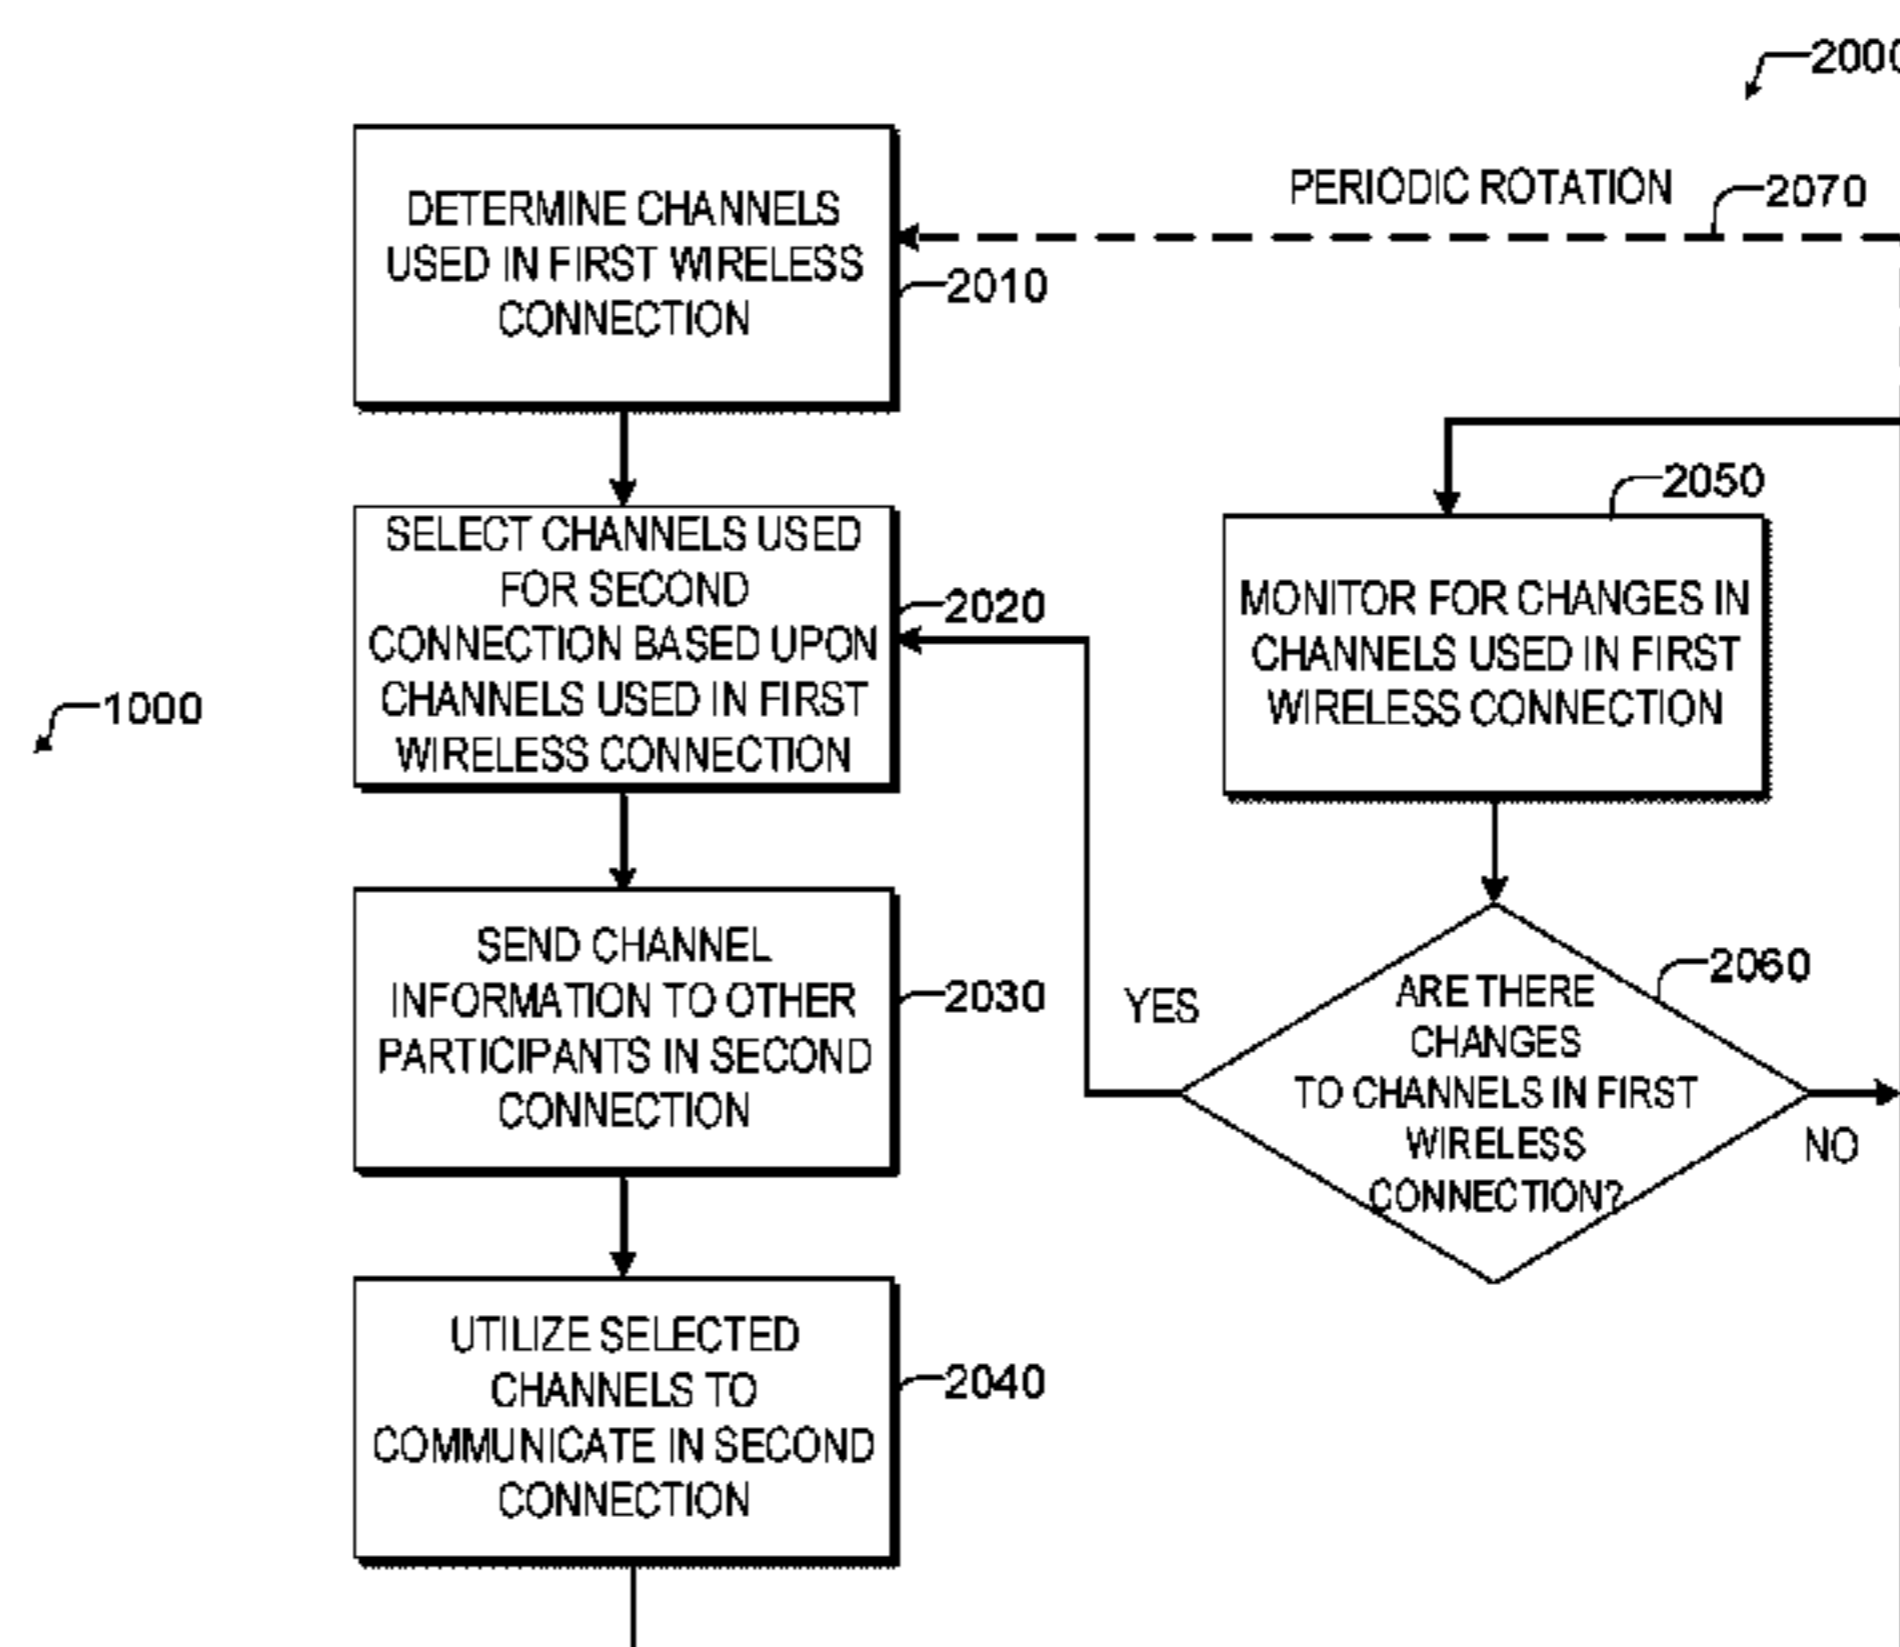 2000
PERIODIC ROTATION
2070
DETERMINE CHANNELS
USED IN FIRST WIRELESS
CONNECTION
2010
2050
SELECT CHANNELS USED
FOR SECOND
CONNECTION BASED UPON
CHANNELS USED IN FIRST
WIRELESS CONNECTION
2020
MONITOR FOR CHANGES IN
CHANNELS USED IN FIRST
WIRELESS CONNECTION
1000
SEND CHANNEL
INFORMATION TO OTHER
PARTICIPANTS IN SECOND
CONNECTION
2030
YES
2060
ARE THERE
CHANGES
TO CHANNELS IN FIRST
WIRELESS
CONNECTION?
NO
UTILIZE SELECTED
CHANNELS TO
COMMUNICATE IN SECOND
CONNECTION
2040